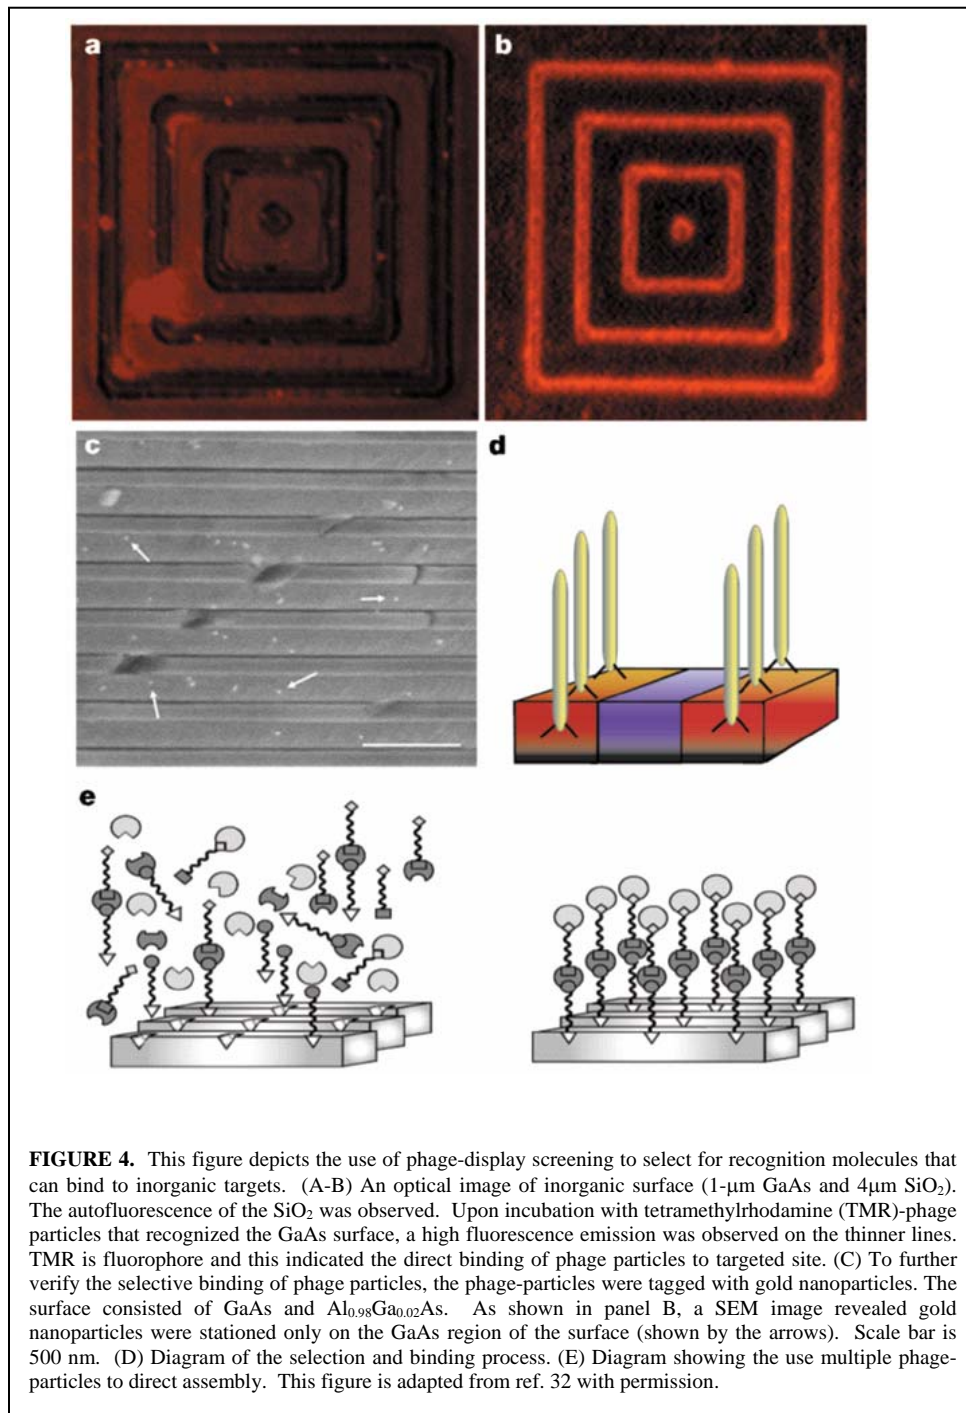 a
b
c
d
e
FIGURE 4. This figure depicts the use of phage-display screening to select for recognition molecules that
can bind to inorganic targets. (A-B) An optical image of inorganic surface (1-μm GaAs and 4μm SiO₂).
The autofluorescence of the SiO₂ was observed. Upon incubation with tetramethylrhodamine (TMR)-phage
particles that recognized the GaAs surface, a high fluorescence emission was observed on the thinner lines.
TMR is fluorophore and this indicated the direct binding of phage particles to targeted site. (C) To further
verify the selective binding of phage particles, the phage-particles were tagged with gold nanoparticles. The
surface consisted of GaAs and Al₀.₉₈Ga₀.₀₂As. As shown in panel B, a SEM image revealed gold
nanoparticles were stationed only on the GaAs region of the surface (shown by the arrows). Scale bar is
500 nm. (D) Diagram of the selection and binding process. (E) Diagram showing the use multiple phage-
particles to direct assembly. This figure is adapted from ref. 32 with permission.